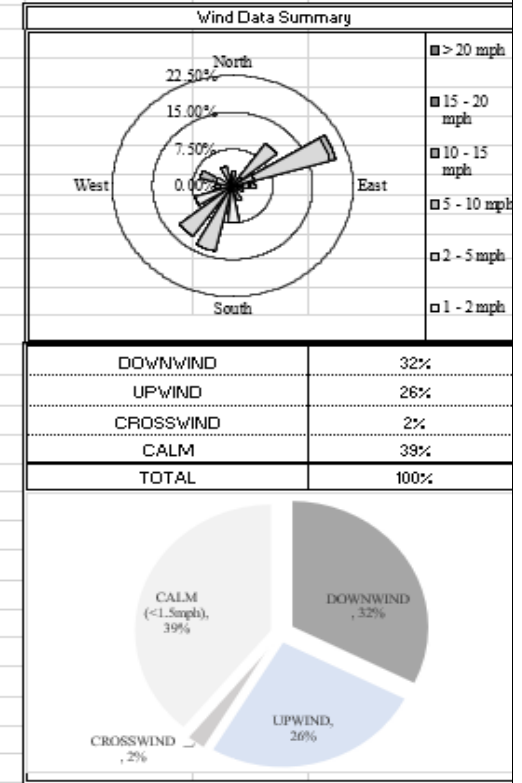 Wind Data Summary
North
22.50%
15.00%
7.50%
0.00%
West
East
South
> 20 mph
15 - 20
mph
10 - 15
mph
5 - 10 mph
2 - 5 mph
1 - 2 mph
DOWNWIND 32%
UPWIND 26%
CROSSWIND 2%
CALM 39%
TOTAL 100%
CALM
(<1.5mph),
39%
DOWNWIND
, 32%
UPWIND,
26%
CROSSWIND
, 2%